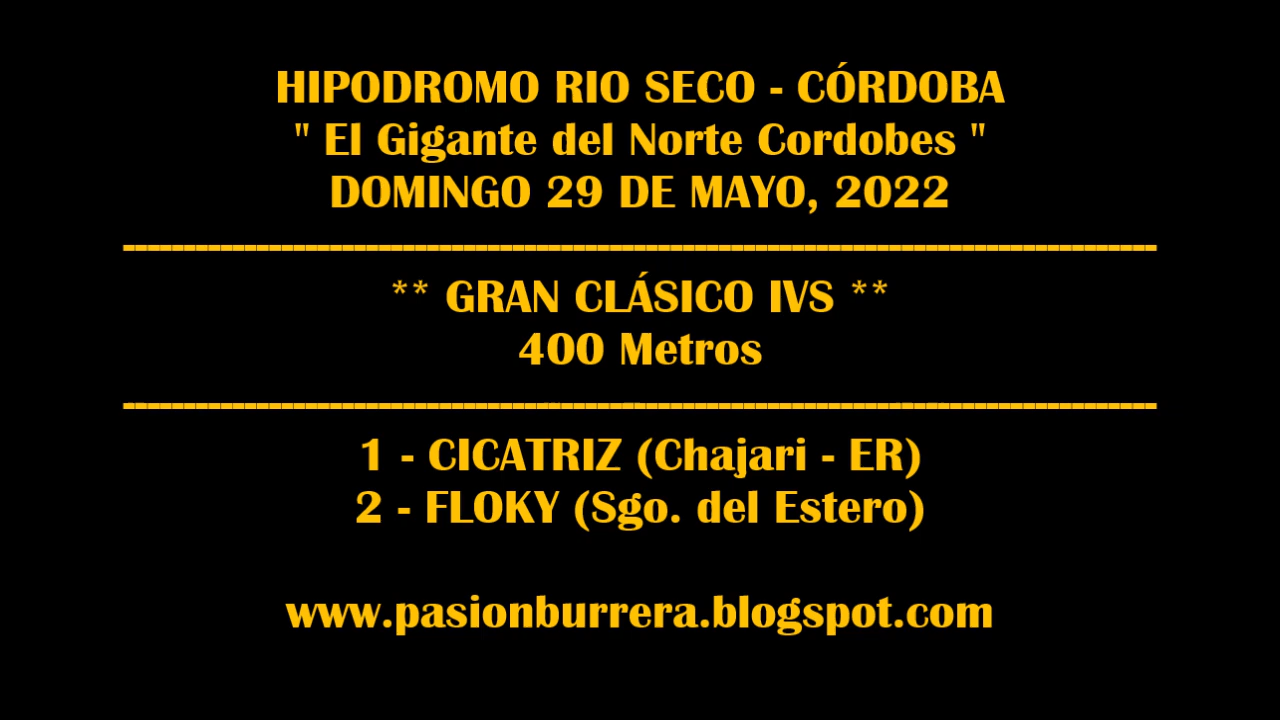 HIPODROMO RIO SECO - CÓRDOBA
" El Gigante del Norte Cordobes "
DOMINGO 29 DE MAYO, 2022
-------------------------------------------------------------------------------------
** GRAN CLÁSICO IVS **
400 Metros
-------------------------------------------------------------------------------------
1 - CICATRIZ (Chajari - ER)
2 - FLOKY (Sgo. del Estero)
www.pasionburrera.blogspot.com